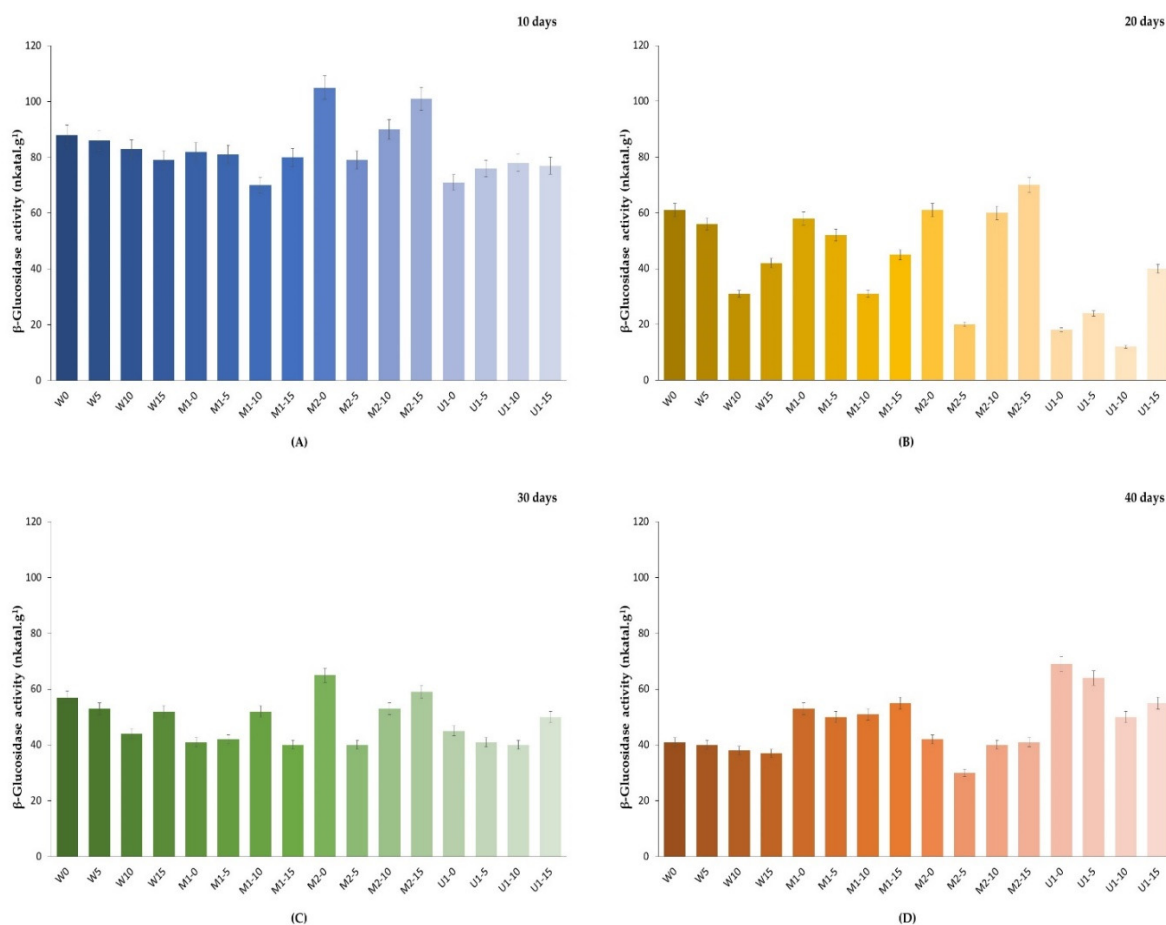 10 days
β-Glucosidase activity (nkatal.g¹)
120
100
80
60
40
20
0
W0 W5 W10 W15 M1-0 M1-5 M1-10 M1-15 M2-0 M2-5 M2-10 M2-15 U1-0 U1-5 U1-10 U1-15
(A)
20 days
β-Glucosidase activity (nkatal.g¹)
120
100
80
60
40
20
0
W0 W5 W10 W15 M1-0 M1-5 M1-10 M1-15 M2-0 M2-5 M2-10 M2-15 U1-0 U1-5 U1-10 U1-15
(B)
30 days
β-Glucosidase activity (nkatal.g¹)
120
100
80
60
40
20
0
W0 W5 W10 W15 M1-0 M1-5 M1-10 M1-15 M2-0 M2-5 M2-10 M2-15 U1-0 U1-5 U1-10 U1-15
(C)
40 days
β-Glucosidase activity (nkatal.g¹)
120
100
80
60
40
20
0
W0 W5 W10 W15 M1-0 M1-5 M1-10 M1-15 M2-0 M2-5 M2-10 M2-15 U1-0 U1-5 U1-10 U1-15
(D)